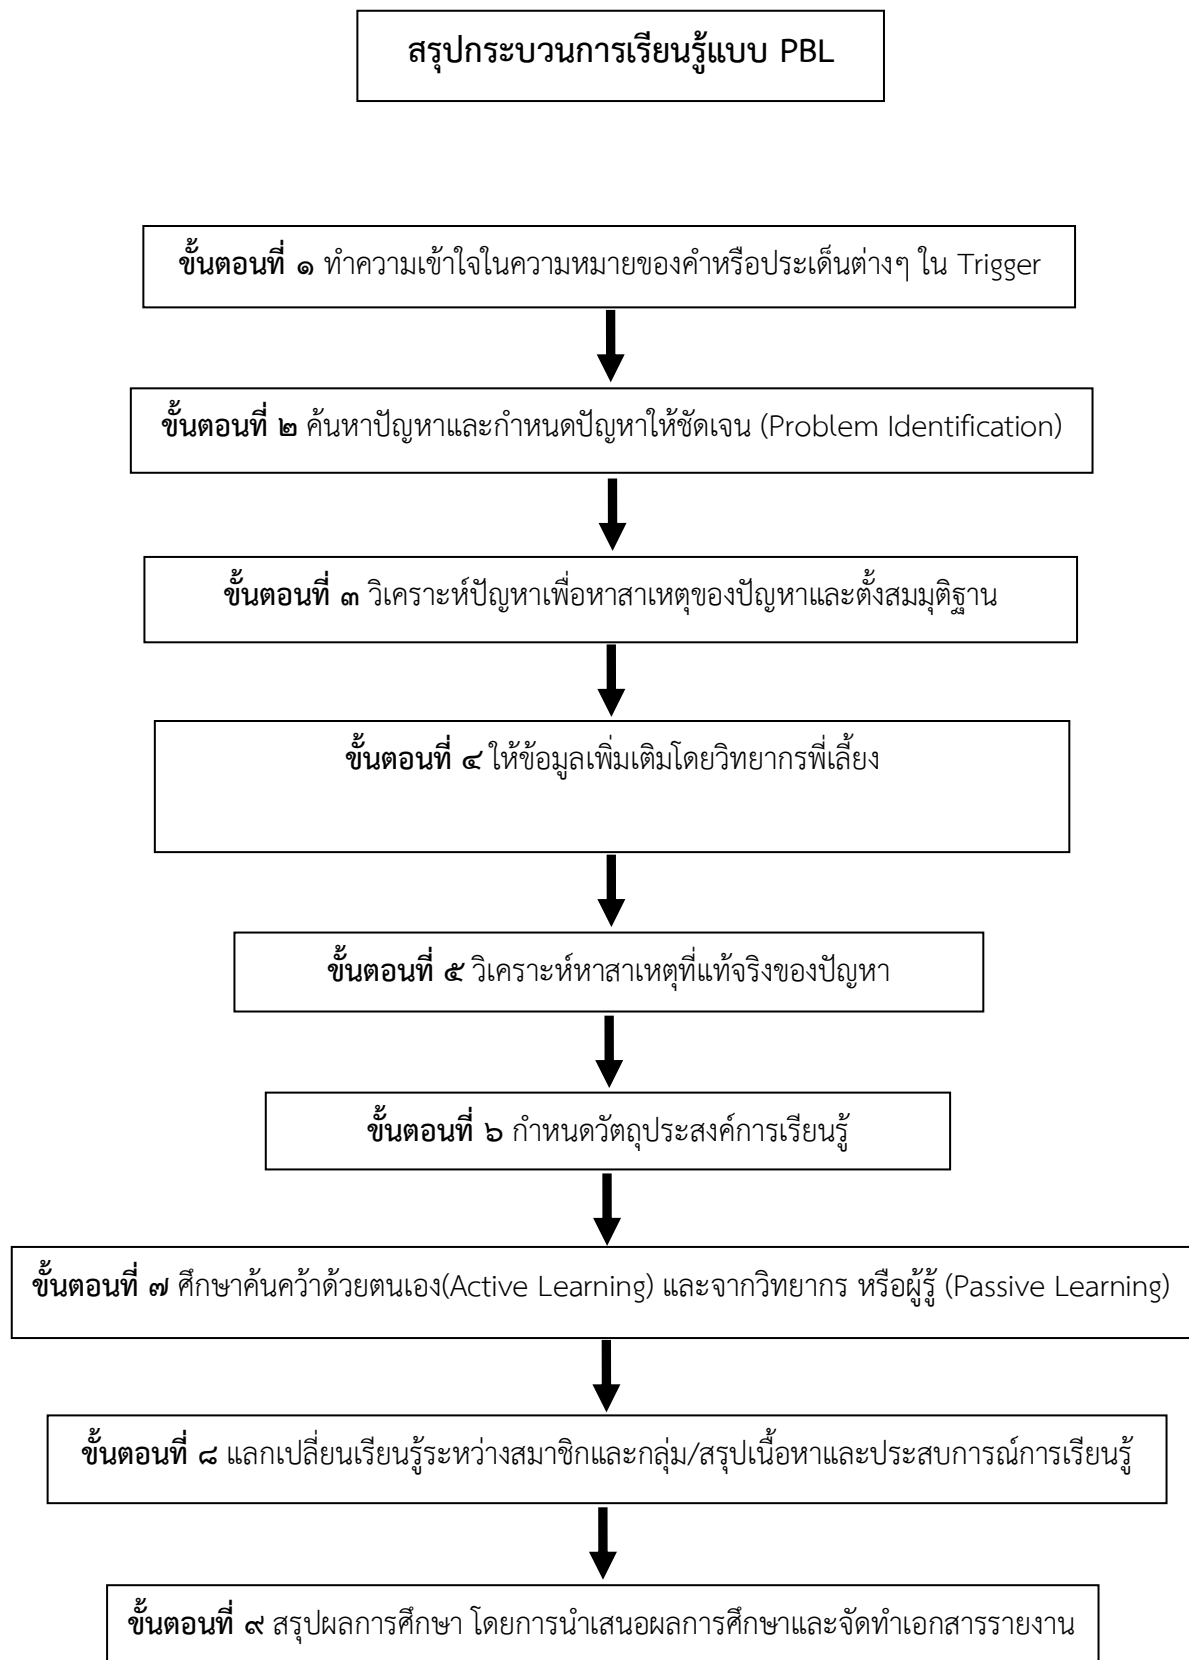 สรุปกระบวนการเรียนรู้แบบ PBL
ขั้นตอนที่ ๑ ทำความเข้าใจในความหมายของคำหรือประเด็นต่างๆ ใน Trigger
ขั้นตอนที่ ๒ ค้นหาปัญหาและกำหนดปัญหาให้ชัดเจน (Problem Identification)
ขั้นตอนที่ ๓ วิเคราะห์ปัญหาเพื่อหาสาเหตุของปัญหาและตั้งสมมุติฐาน
ขั้นตอนที่ ๔ ให้ข้อมูลเพิ่มเติมโดยวิทยากรพี่เลี้ยง
ขั้นตอนที่ ๕ วิเคราะห์หาสาเหตุที่แท้จริงของปัญหา
ขั้นตอนที่ ๖ กำหนดวัตถุประสงค์การเรียนรู้
ขั้นตอนที่ ๗ ศึกษาค้นคว้าด้วยตนเอง(Active Learning) และจากวิทยากร หรือผู้รู้ (Passive Learning)
ขั้นตอนที่ ๘ แลกเปลี่ยนเรียนรู้ระหว่างสมาชิกและกลุ่ม/สรุปเนื้อหาและประสบการณ์การเรียนรู้
ขั้นตอนที่ ๙ สรุปผลการศึกษา โดยการนำเสนอผลการศึกษาและจัดทำเอกสารรายงาน